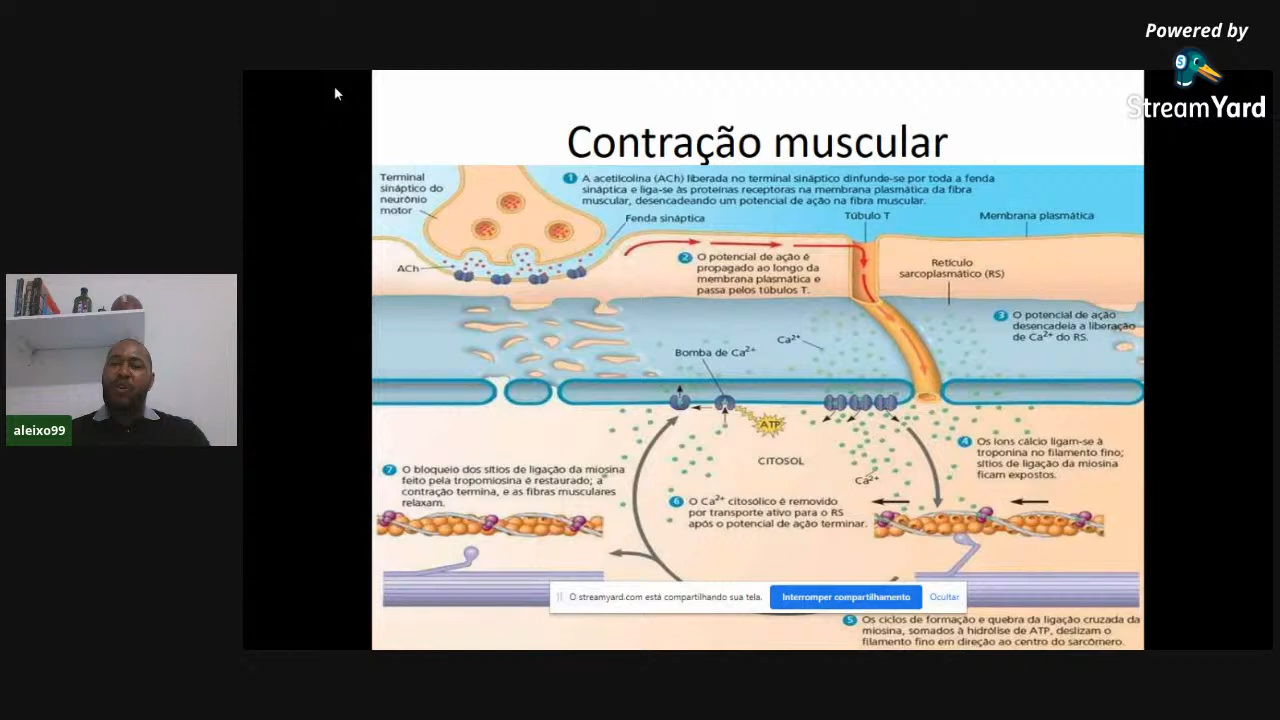 Powered by
StreamYard
Contração muscular
Terminal
sináptico do
neurônio
motor
1 A acetilcolina (ACh) liberada no terminal sináptico dinfunde-se por toda a fenda
sináptica e liga-se às proteínas receptoras na membrana plasmática da fibra
muscular, desencadeando um potencial de ação na fibra muscular.
Fenda sináptica
Túbulo T
Membrana plasmática
ACh
2 O potencial de ação é
propagado ao longo da
membrana plasmática e
passa pelos túbulos T.
Retículo
sarcoplasmático (RS)
3 O potencial de ação
desencadeia a liberação
de Ca²⁺ do RS.
Ca²⁺
Bomba de Ca²⁺
ATP
CITOSOL
4 Os íons cálcio ligam-se à
troponina no filamento fino;
sítios de ligação da miosina
ficam expostos.
Ca²⁺
7 O bloqueio dos sítios de ligação da miosina
feito pela tropomiosina é restaurado; a
contração termina, e as fibras musculares
relaxam.
6 O Ca²⁺ citosólico é removido
por transporte ativo para o RS
após o potencial de ação terminar.
aleixo99
O streamyard.com está compartilhando sua tela.
Interromper compartilhamento
Ocultar
5 Os ciclos de formação e quebra da ligação cruzada da
miosina, somados à hidrólise de ATP, deslizam o
filamento fino em direção ao centro do sarcômero.